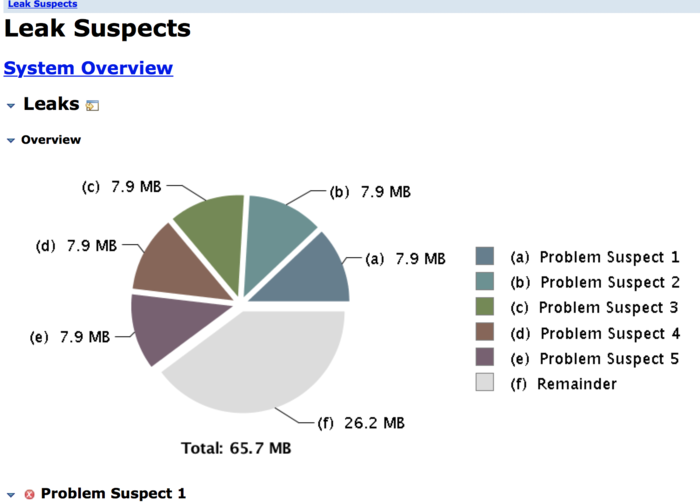 Leak Suspects
Leak Suspects
System Overview
Leaks
Overview
(c) 7.9 MB
(b) 7.9 MB
(d) 7.9 MB
(a) 7.9 MB
(e) 7.9 MB
(f) 26.2 MB
Total: 65.7 MB
(a) Problem Suspect 1
(b) Problem Suspect 2
(c) Problem Suspect 3
(d) Problem Suspect 4
(e) Problem Suspect 5
(f) Remainder
Problem Suspect 1